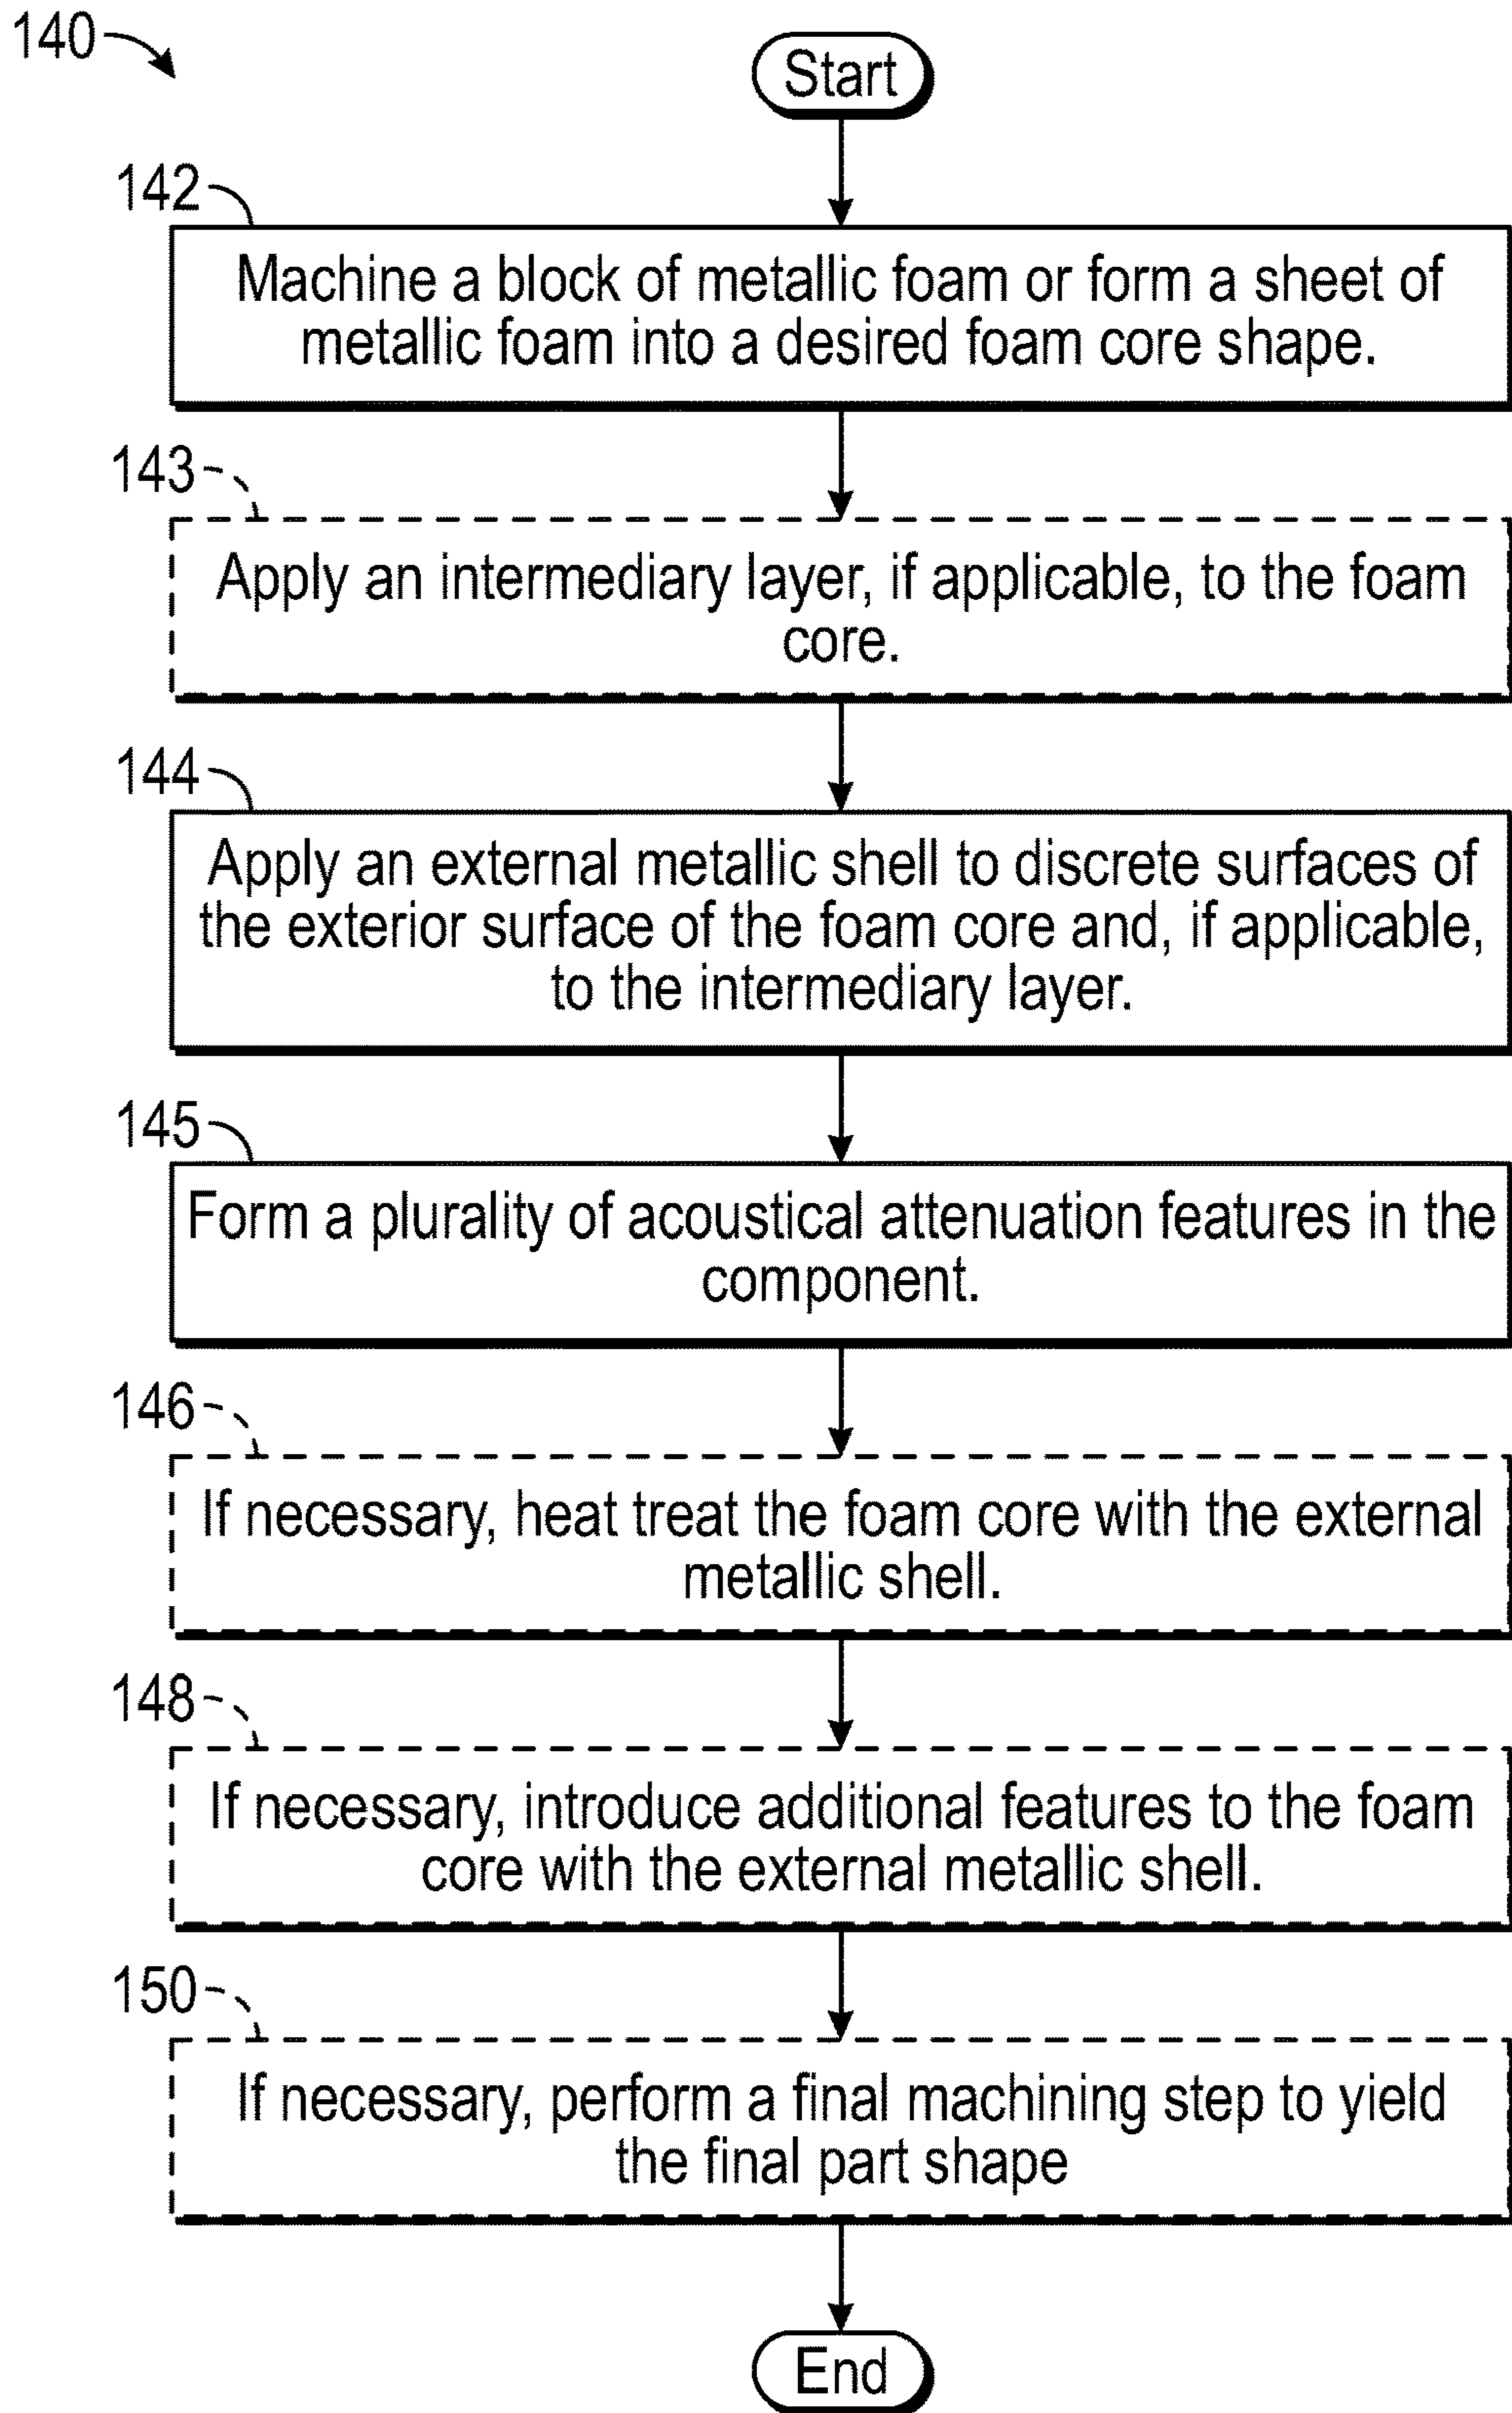 140
Start
142
Machine a block of metallic foam or form a sheet of
metallic foam into a desired foam core shape.
143
Apply an intermediary layer, if applicable, to the foam
core.
144
Apply an external metallic shell to discrete surfaces of
the exterior surface of the foam core and, if applicable,
to the intermediary layer.
145
Form a plurality of acoustical attenuation features in the
component.
146
If necessary, heat treat the foam core with the external
metallic shell.
148
If necessary, introduce additional features to the foam
core with the external metallic shell.
150
If necessary, perform a final machining step to yield
the final part shape
End